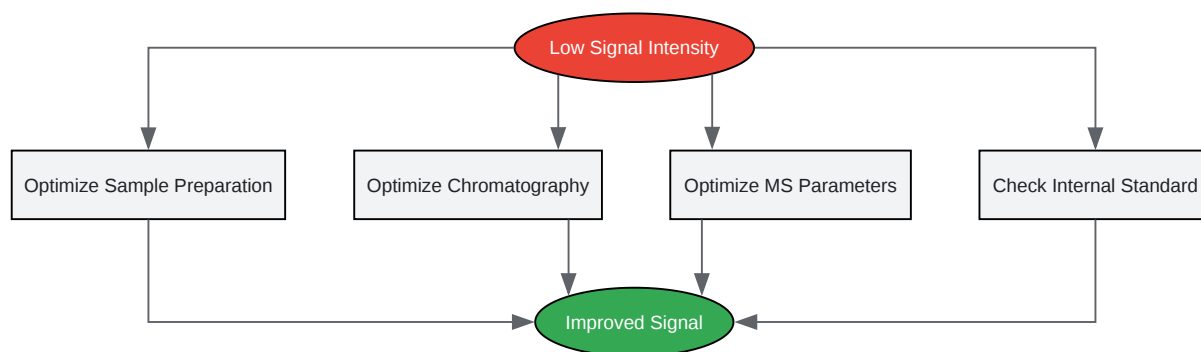 Low Signal Intensity
Optimize Sample Preparation
Optimize Chromatography
Optimize MS Parameters
Check Internal Standard
Improved Signal